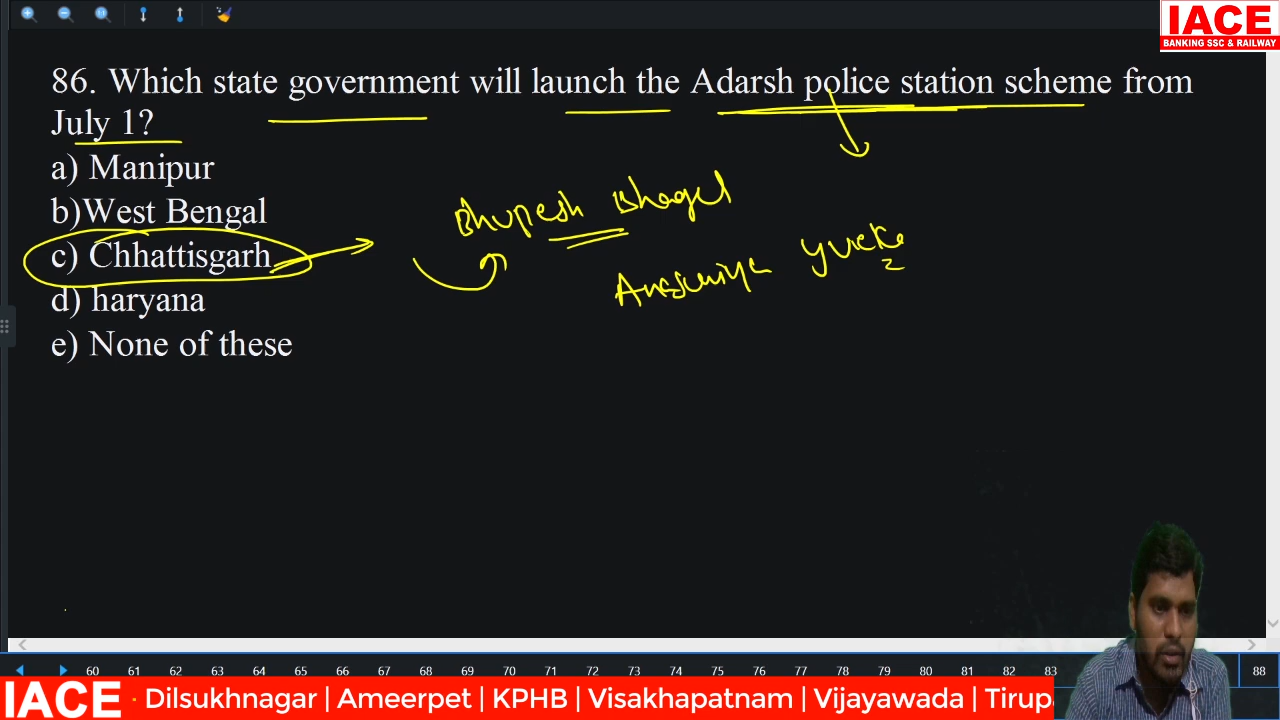 IACE
BANKING SSC & RAILWAY
86. Which state government will launch the Adarsh police station scheme from
July 1?
a) Manipur
b)West Bengal
c) Chhattisgarh
d) haryana
e) None of these
Bhupesh Bhagel
60 61 62 63 64 65 66 67 68 69 70 71 72 73 74 75 76 77 78 79 80 81 82 83 88
IACE · Dilsukhnagar | Ameerpet | KPHB | Visakhapatnam | Vijayawada | Tirup